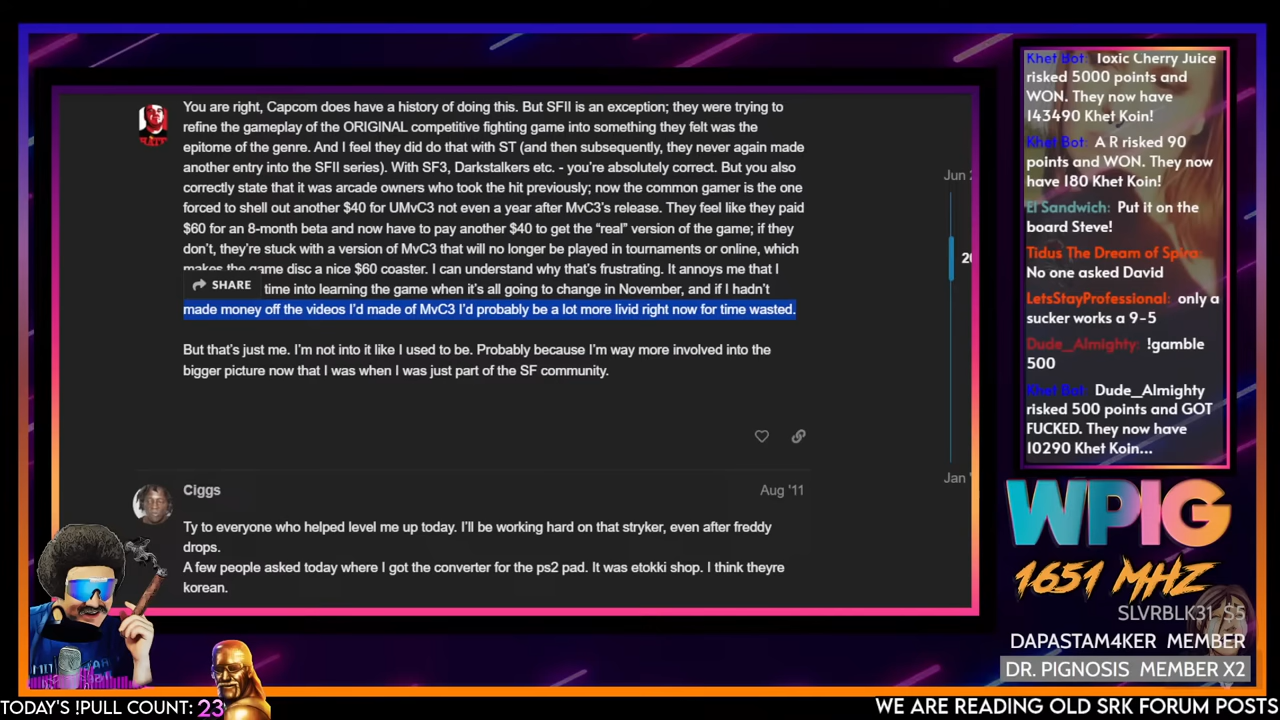 You are right, Capcom does have a history of doing this. But SFII is an exception; they were trying to
refine the gameplay of the ORIGINAL competitive fighting game into something they felt was the
epitome of the genre. And I feel they did do that with ST (and then subsequently, they never again made
another entry into the SFII series). With SF3, Darkstalkers etc. - you’re absolutely correct. But you also
correctly state that it was arcade owners who took the hit previously; now the common gamer is the one
forced to shell out another $40 for UMvC3 not even a year after MvC3’s release. They feel like they paid
$60 for an 8-month beta and now have to pay another $40 to get the “real” version of the game; if they
don’t, they’re stuck with a version of MvC3 that will no longer be played in tournaments or online, which
makes the game disc a nice $60 coaster. I can understand why that’s frustrating. It annoys me that I
SHARE
time into learning the game when it’s all going to change in November, and if I hadn’t
made money off the videos I’d made of MvC3 I’d probably be a lot more livid right now for time wasted.
But that’s just me. I’m not into it like I used to be. Probably because I’m way more involved into the
bigger picture now that I was when I was just part of the SF community.
Ciggs
Aug '11
Ty to everyone who helped level me up today. I’ll be working hard on that stryker, even after freddy
drops.
A few people asked today where I got the converter for the ps2 pad. It was etokki shop. I think theyre
korean.
Jun 2
20
Jan '
Khet Bot: Toxic Cherry Juice
risked 5000 points and
WON. They now have
143490 Khet Koin!
Khet Bot: A R risked 90
points and WON. They now
have 180 Khet Koin!
El Sandwich: Put it on the
board Steve!
Tidus The Dream of Spira:
No one asked David
LetsStayProfessional: only a
sucker works a 9-5
Dude_Almighty: !gamble
500
Khet Bot: Dude_Almighty
risked 500 points and GOT
FUCKED. They now have
10290 Khet Koin...
WPIG
1651 MHZ
SLVRBLK31 $5
DAPASTAM4KER MEMBER
DR. PIGNOSIS MEMBER X2
TODAY'S !PULL COUNT: 23
WE ARE READING OLD SRK FORUM POSTS